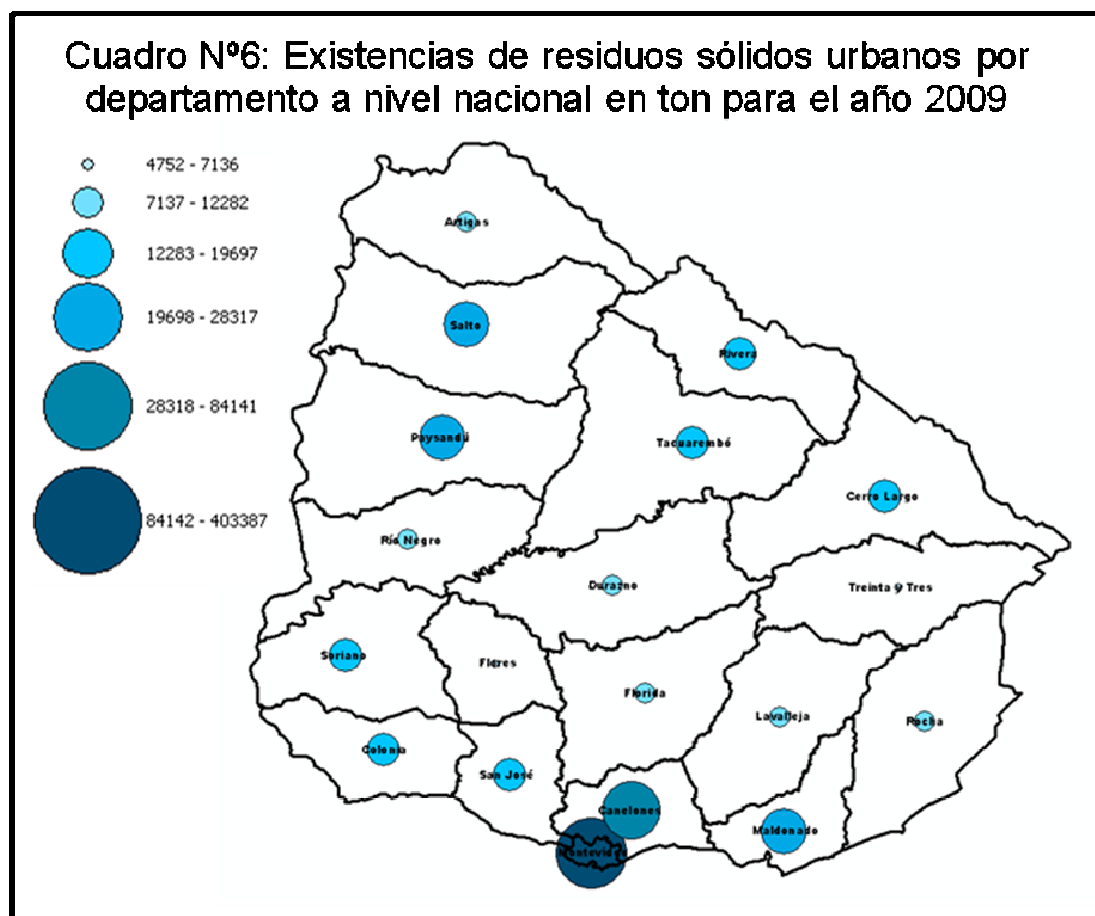 Cuadro Nº6: Existencias de residuos sólidos urbanos por
departamento a nivel nacional en ton para el año 2009
4752 - 7136
7137 - 12282
12283 - 19697
19698 - 28317
28318 - 84141
84142 - 403387
Artigas
Salto
Rivera
Paysandú
Tacuarembó
Cerro Largo
Río Negro
Durazno
Treinta y Tres
Soriano
Flores
Florida
Lavalleja
Rocha
Colonia
San José
Canelones
Maldonado
Montevideo